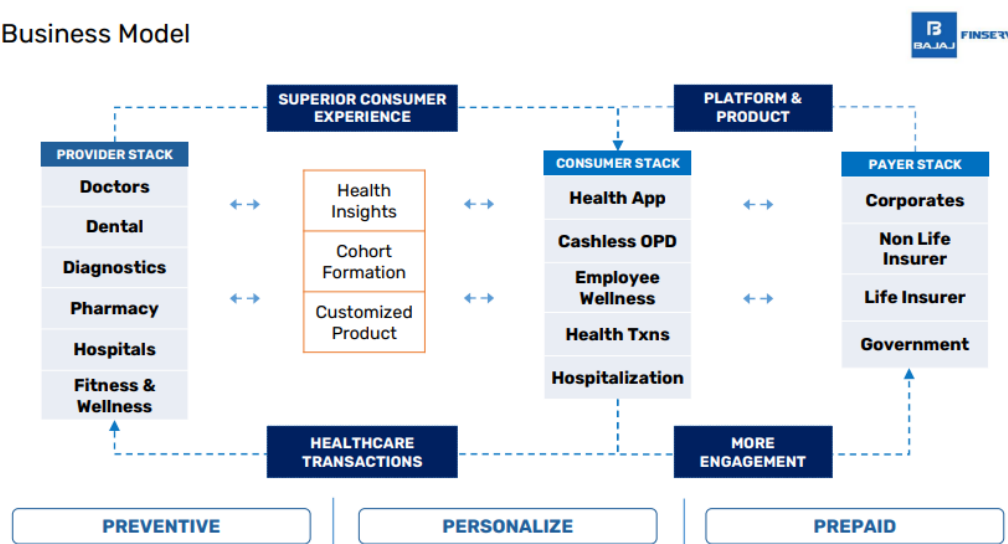 Business Model
BAJAJ
FINSERV
SUPERIOR CONSUMER
EXPERIENCE
PLATFORM &
PRODUCT
PROVIDER STACK
Doctors
Dental
Diagnostics
Pharmacy
Hospitals
Fitness &
Wellness
Health
Insights
Cohort
Formation
Customized
Product
CONSUMER STACK
Health App
Cashless OPD
Employee
Wellness
Health Txns
Hospitalization
PAYER STACK
Corporates
Non Life
Insurer
Life Insurer
Government
HEALTHCARE
TRANSACTIONS
MORE
ENGAGEMENT
PREVENTIVE
PERSONALIZE
PREPAID